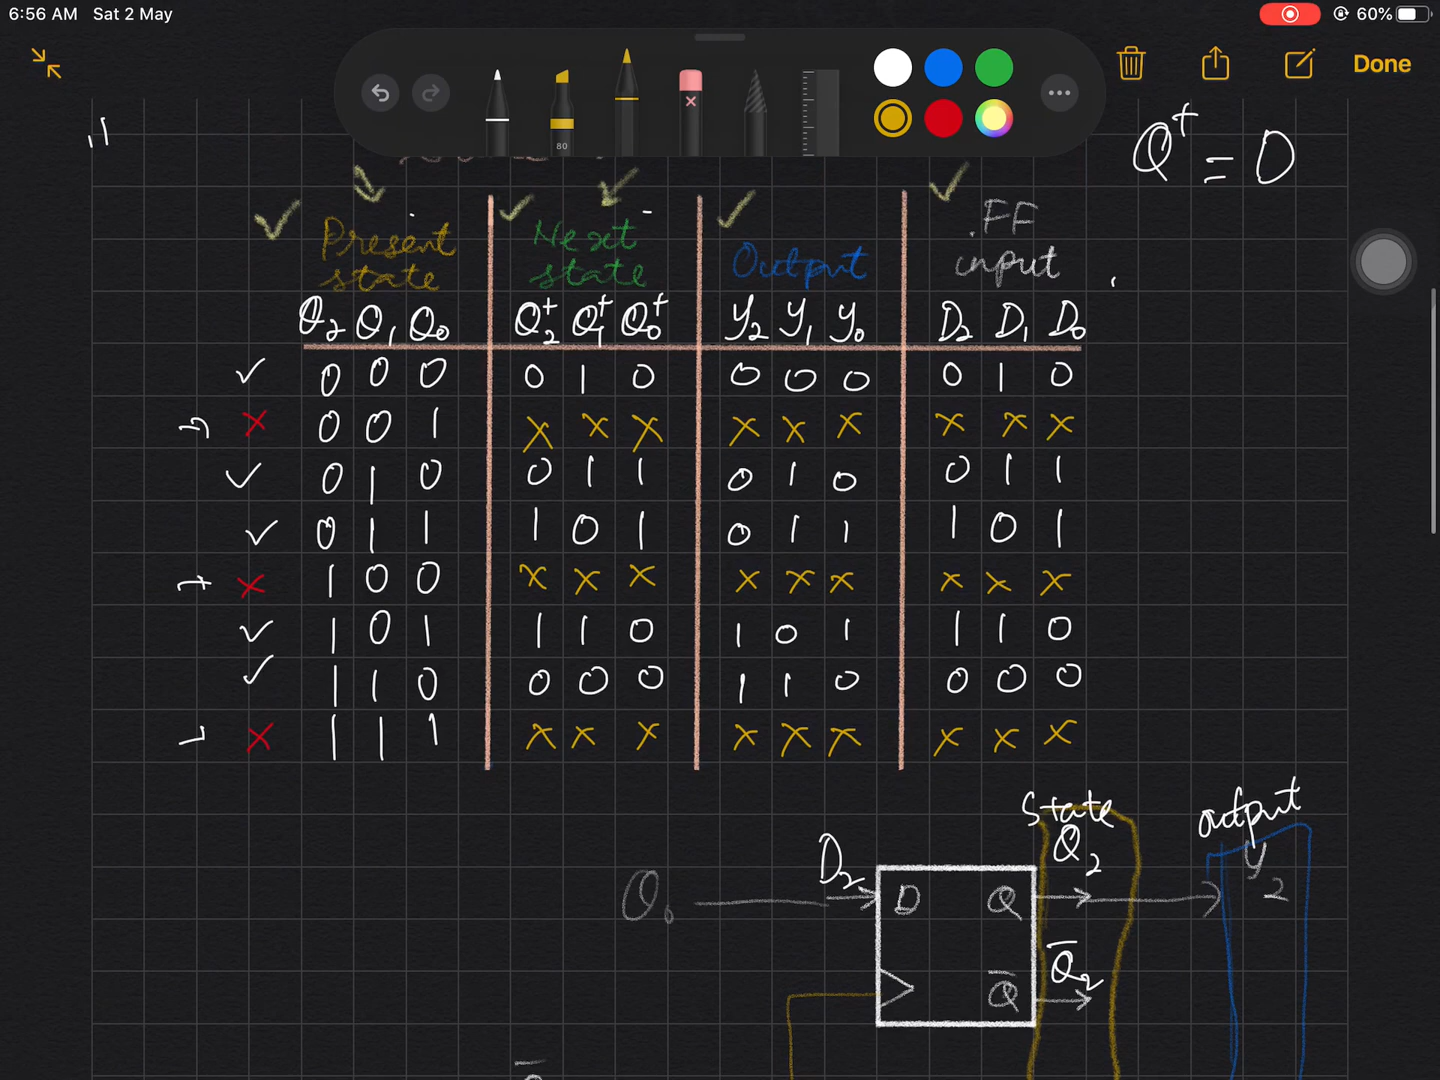 6:56 AM Sat 2 May 60%
Done
80
Q⁺ = D
Present state Next state Output FF input
Q₂ Q₁ Q₀ Q₂⁺ Q₁⁺ Q₀⁺ Y₂ Y₁ Y₀ D₂ D₁ D₀
✓ 0 0 0 0 1 0 0 0 0 0 1 0
✗ 0 0 1 X X X X X X X X X
✓ 0 1 0 0 1 1 0 1 0 0 1 1
✓ 0 1 1 1 0 1 0 1 1 1 0 1
✗ 1 0 0 X X X X X X X X X
✓ 1 0 1 1 1 0 1 0 1 1 1 0
✓ 1 1 0 0 0 0 1 1 0 0 0 0
✗ 1 1 1 X X X X X X X X X
State output
D₂ Q₂ y₂
Q₀ D Q
Q̅₂
Q̅